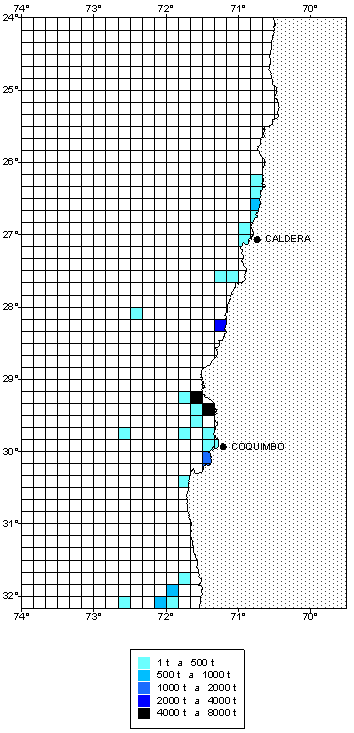 74° 73° 72° 71° 70°
24°
25°
26°
27°
CALDERA
28°
29°
30°
COQUIMBO
31°
32°
74° 73° 72° 71° 70°
1 t a 500 t
500 t a 1000 t
1000 t a 2000 t
2000 t a 4000 t
4000 t a 8000 t